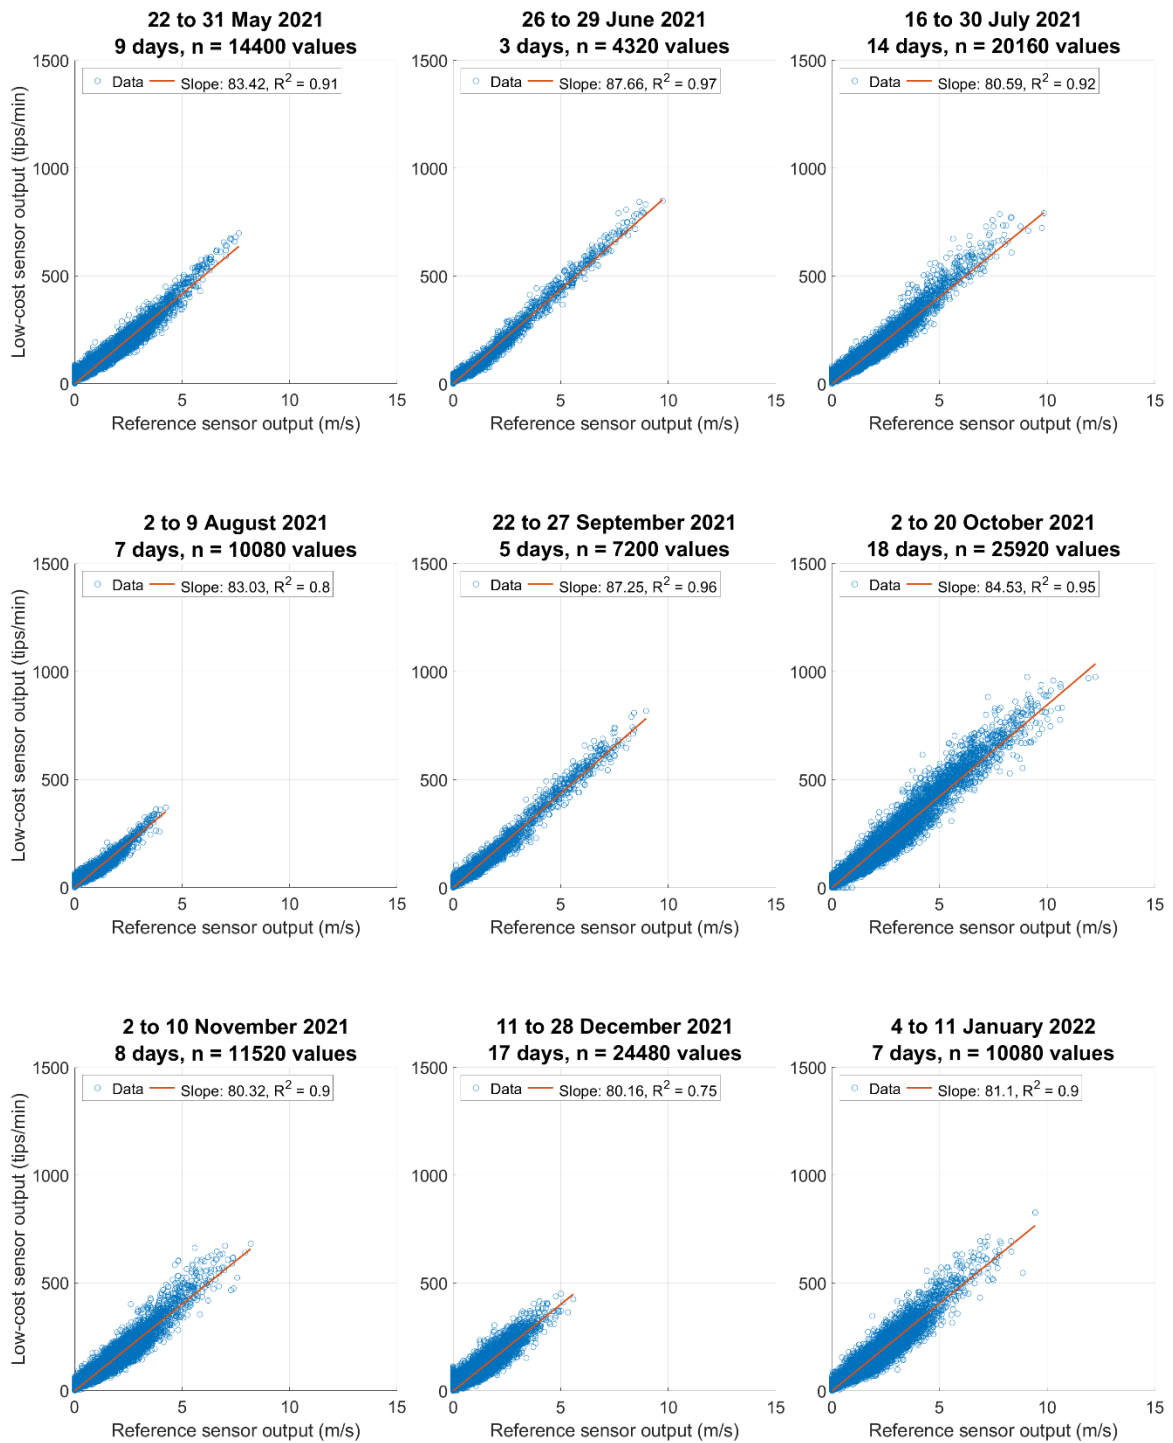 22 to 31 May 2021
9 days, n = 14400 values
1500
1000
500
0
Data Slope: 83.42, R² = 0.91
Low-cost sensor output (tips/min)
0 5 10 15
Reference sensor output (m/s)
26 to 29 June 2021
3 days, n = 4320 values
1500
1000
500
0
Data Slope: 87.66, R² = 0.97
0 5 10 15
Reference sensor output (m/s)
16 to 30 July 2021
14 days, n = 20160 values
1500
1000
500
0
Data Slope: 80.59, R² = 0.92
0 5 10 15
Reference sensor output (m/s)
2 to 9 August 2021
7 days, n = 10080 values
1500
1000
500
0
Data Slope: 83.03, R² = 0.8
Low-cost sensor output (tips/min)
0 5 10 15
Reference sensor output (m/s)
22 to 27 September 2021
5 days, n = 7200 values
1500
1000
500
0
Data Slope: 87.25, R² = 0.96
0 5 10 15
Reference sensor output (m/s)
2 to 20 October 2021
18 days, n = 25920 values
1500
1000
500
0
Data Slope: 84.53, R² = 0.95
0 5 10 15
Reference sensor output (m/s)
2 to 10 November 2021
8 days, n = 11520 values
1500
1000
500
0
Data Slope: 80.32, R² = 0.9
Low-cost sensor output (tips/min)
0 5 10 15
Reference sensor output (m/s)
11 to 28 December 2021
17 days, n = 24480 values
1500
1000
500
0
Data Slope: 80.16, R² = 0.75
0 5 10 15
Reference sensor output (m/s)
4 to 11 January 2022
7 days, n = 10080 values
1500
1000
500
0
Data Slope: 81.1, R² = 0.9
0 5 10 15
Reference sensor output (m/s)